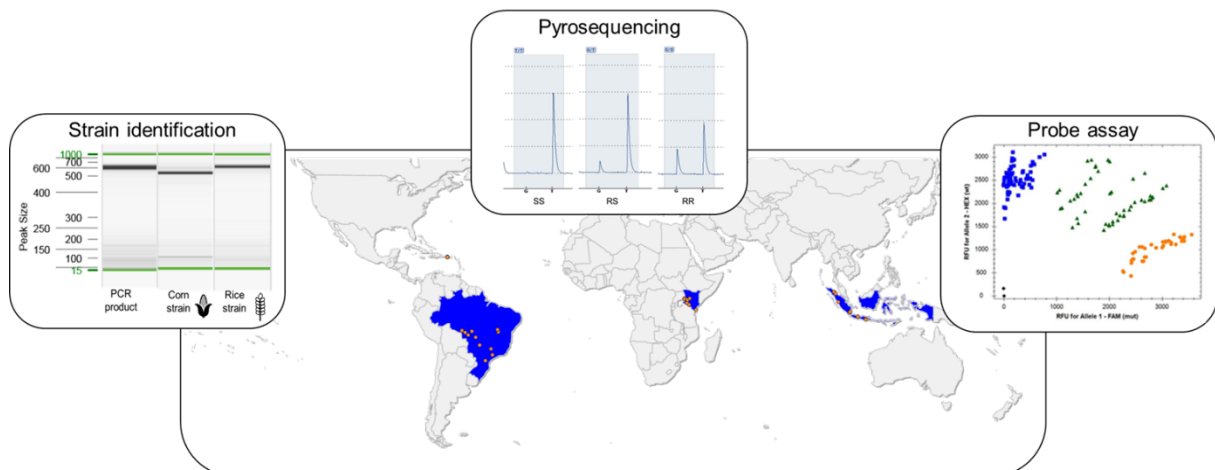 Pyrosequencing
G T
SS
G T
RS
G T
RR
Strain identification
Peak Size
1000
700
600
500
400
300
250
200
150
100
15
PCR
product
Corn
strain
Rice
strain
Probe assay
RFU for Allele 2 - HEX (wt)
3000
2500
2000
1500
1000
500
0
0 1000 2000 3000
RFU for Allele 1 - FAM (mut)